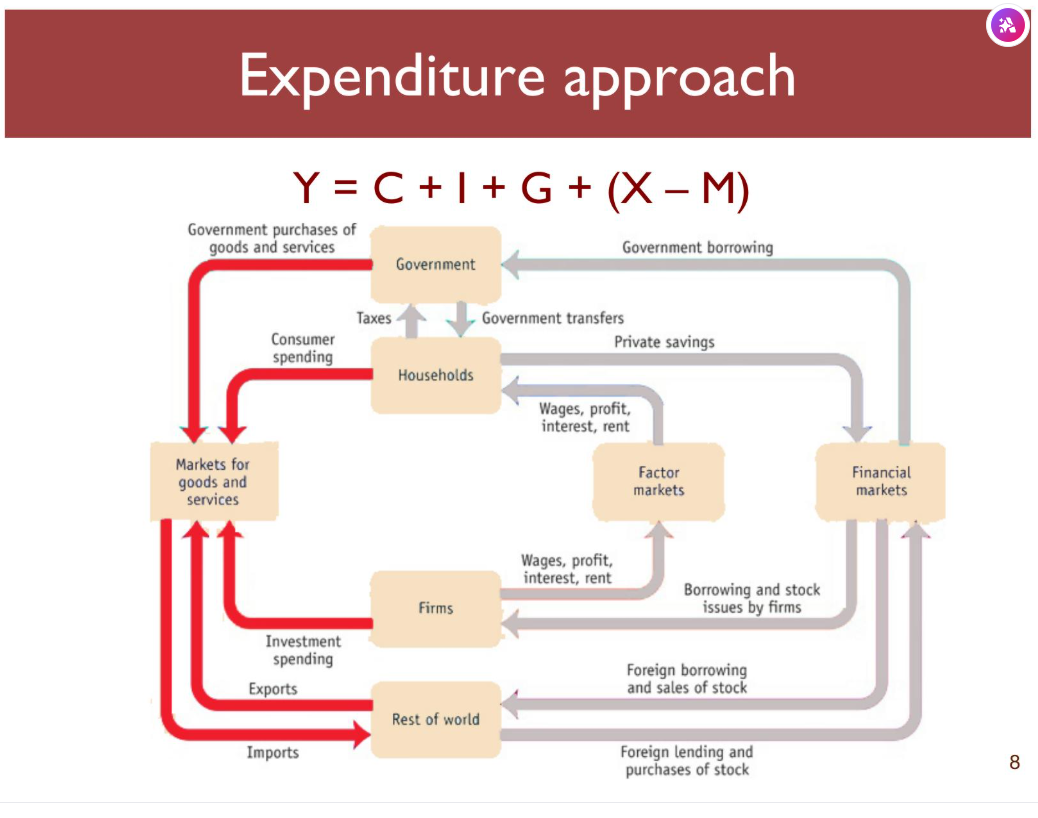 Expenditure approach
Y = C + I + G + (X – M)
Government purchases of
goods and services
Government
Government borrowing
Taxes
Government transfers
Consumer
spending
Households
Private savings
Wages, profit,
interest, rent
Markets for
goods and
services
Factor
markets
Financial
markets
Wages, profit,
interest, rent
Firms
Borrowing and stock
issues by firms
Investment
spending
Exports
Rest of world
Foreign borrowing
and sales of stock
Imports
Foreign lending and
purchases of stock
8